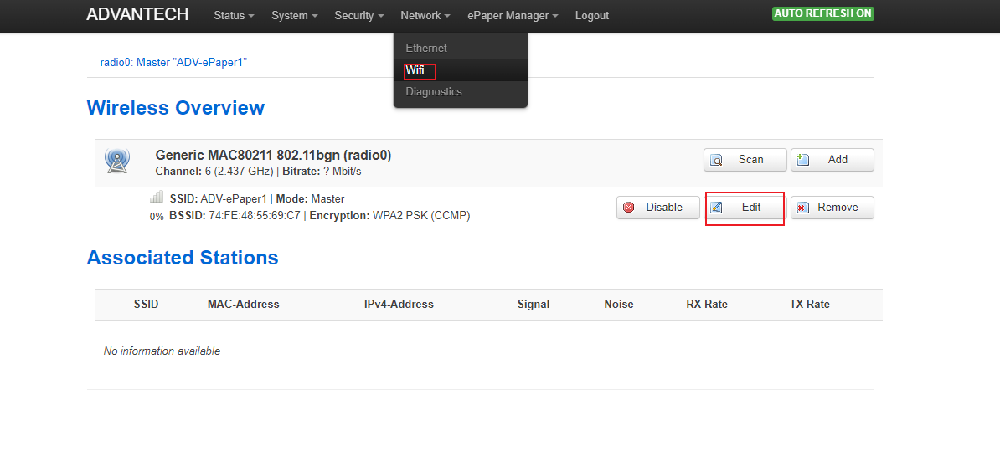 ADVANTECH Status System Security Network ePaper Manager Logout AUTO REFRESH ON
Ethernet
Wifi
Diagnostics
radio0: Master "ADV-ePaper1"
Wireless Overview
Generic MAC80211 802.11bgn (radio0)
Channel: 6 (2.437 GHz) | Bitrate: ? Mbit/s
Scan Add
SSID: ADV-ePaper1 | Mode: Master
0% BSSID: 74:FE:48:55:69:C7 | Encryption: WPA2 PSK (CCMP)
Disable Edit Remove
Associated Stations
SSID MAC-Address IPv4-Address Signal Noise RX Rate TX Rate
No information available